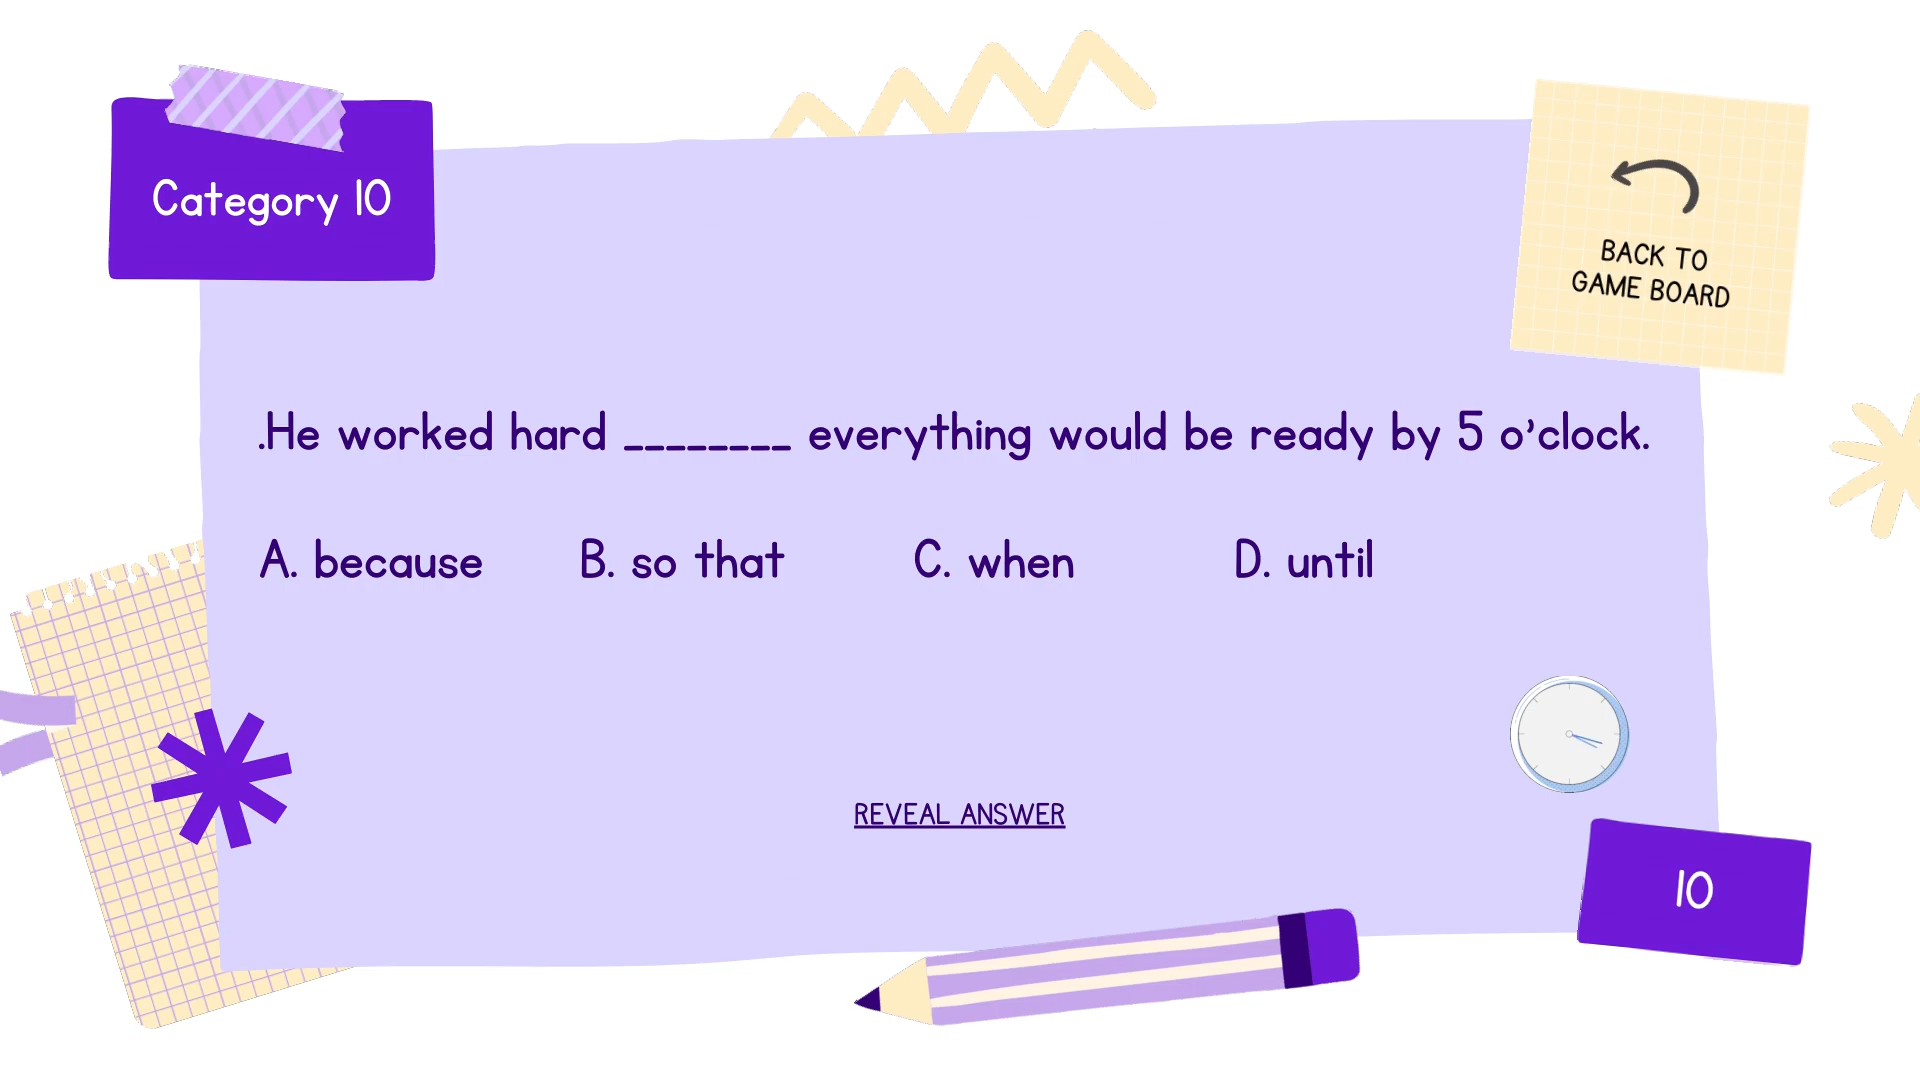 Category 10
BACK TO
GAME BOARD
.He worked hard ________ everything would be ready by 5 o'clock.
A. because B. so that C. when D. until
REVEAL ANSWER
10